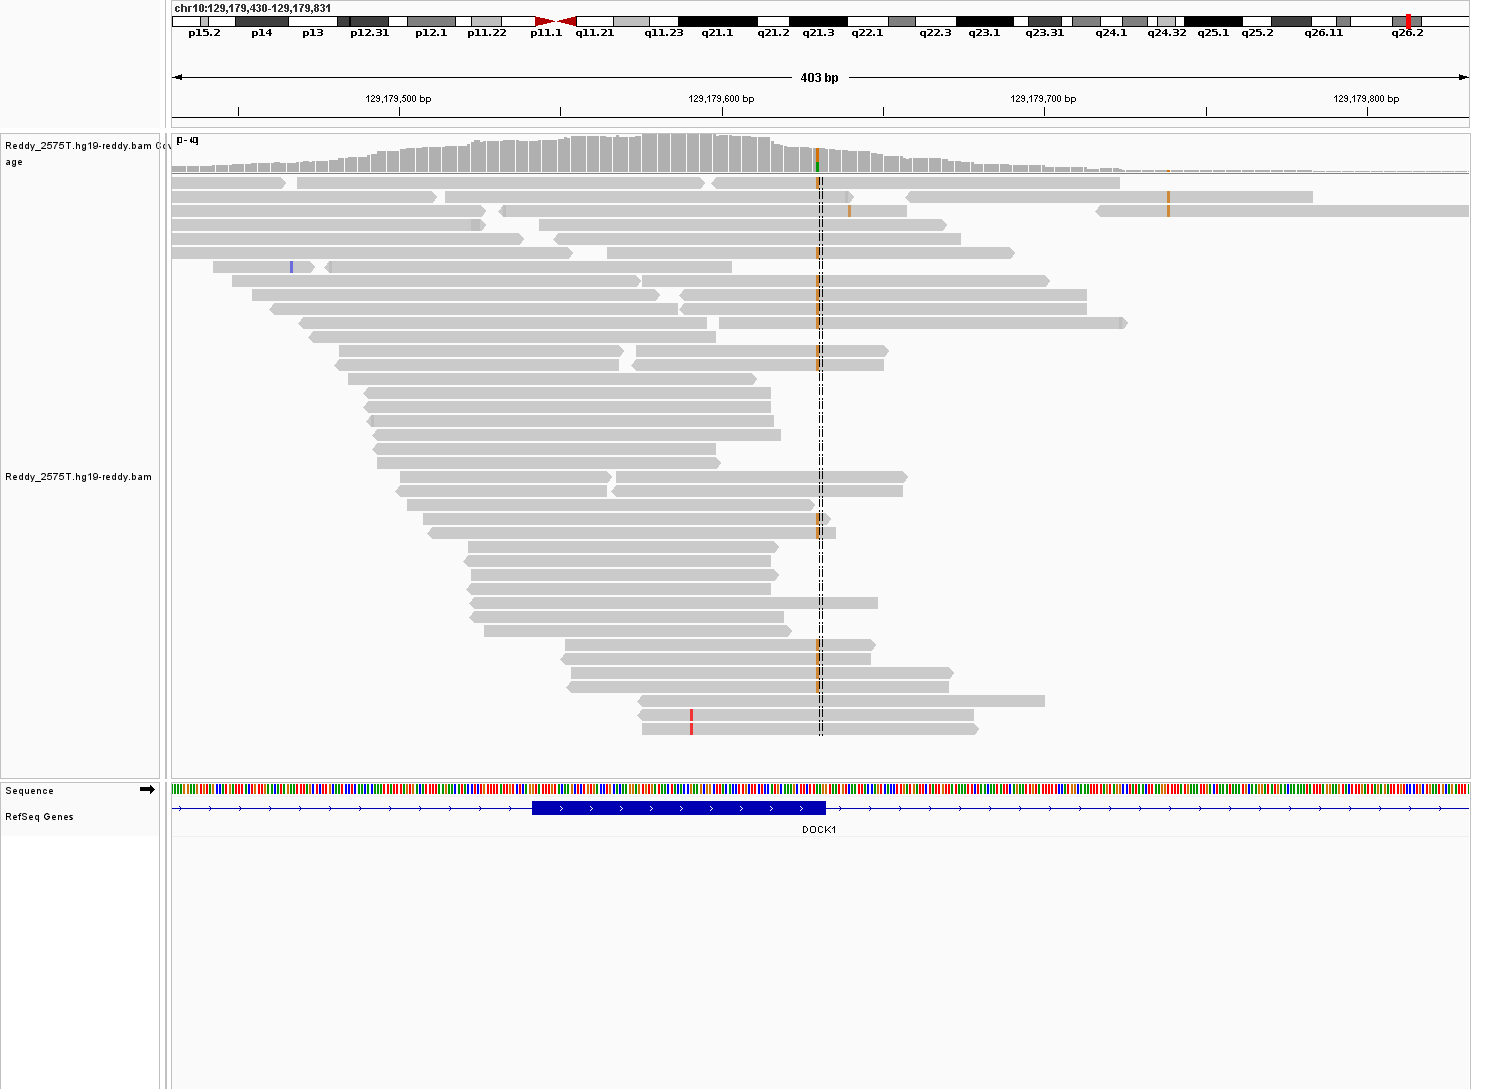 chr10:129,179,430-129,179,831
p15.2 p14 p13 p12.31 p12.1 p11.22 p11.1 q11.21 q11.23 q21.1 q21.2 q21.3 q22.1 q22.3 q23.1 q23.31 q24.1 q24.32 q25.1 q25.2 q26.11 q26.2
403 bp
129,179,500 bp 129,179,600 bp 129,179,700 bp 129,179,800 bp
Reddy_2575T.hg19-reddy.bam Cov
age
Reddy_2575T.hg19-reddy.bam
Sequence
RefSeq Genes
DOCK1